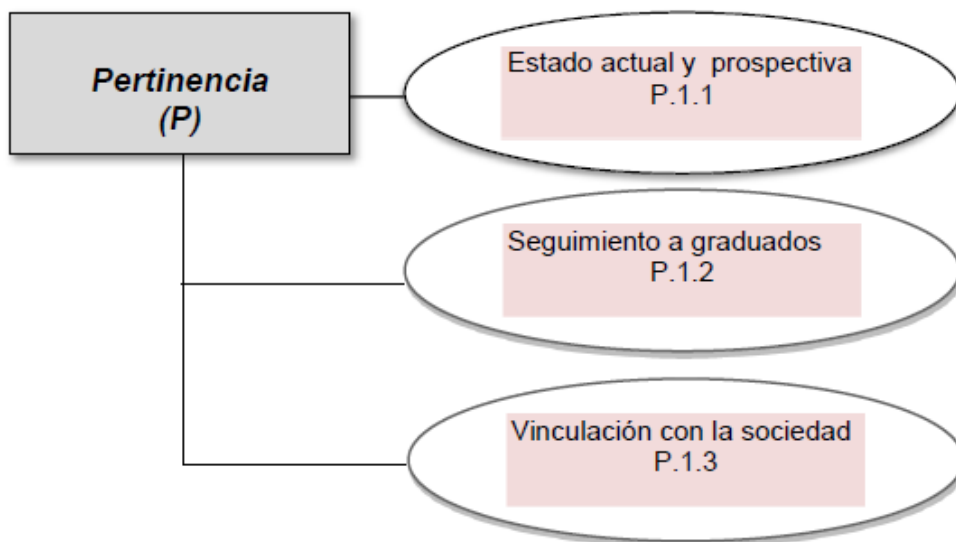 Pertinencia
(P)
Estado actual y prospectiva
P.1.1
Seguimiento a graduados
P.1.2
Vinculación con la sociedad
P.1.3